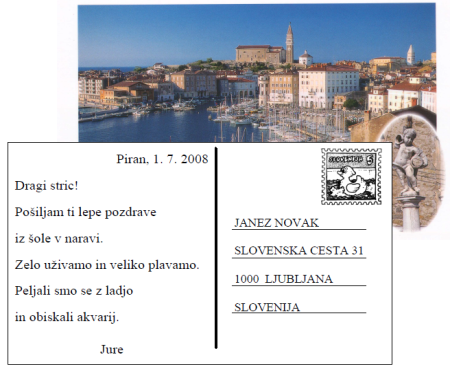 Piran, 1. 7. 2008
Dragi stric!
Pošiljam ti lepe pozdrave
iz šole v naravi.
Zelo uživamo in veliko plavamo.
Peljali smo se z ladjo
in obiskali akvarij.
Jure
SLOVENIJA 5
JANEZ NOVAK
SLOVENSKA CESTA 31
1000 LJUBLJANA
SLOVENIJA